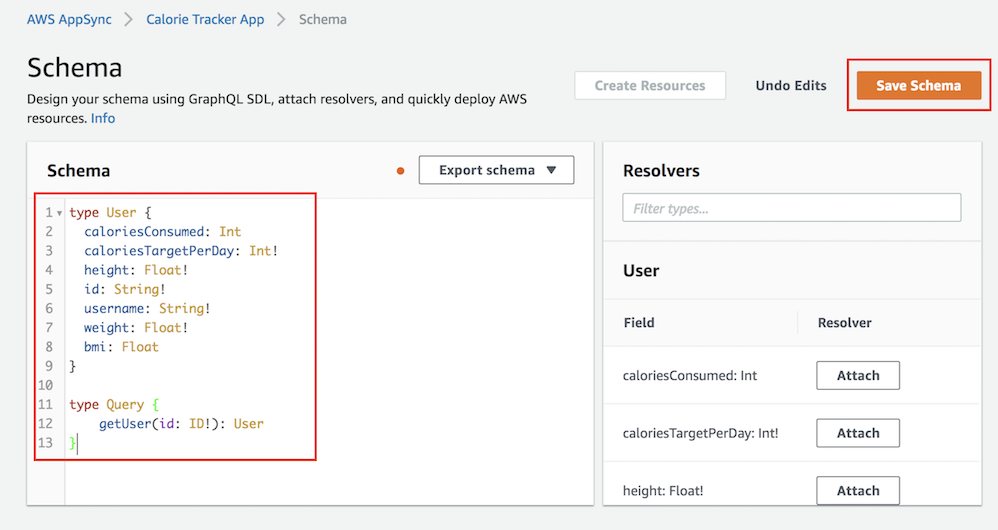 AWS AppSync > Calorie Tracker App > Schema
Schema
Design your schema using GraphQL SDL, attach resolvers, and quickly deploy AWS
resources. Info
Create Resources
Undo Edits
Save Schema
Schema
Export schema ▼
1 type User {
2 caloriesConsumed: Int
3 caloriesTargetPerDay: Int!
4 height: Float!
5 id: String!
6 username: String!
7 weight: Float!
8 bmi: Float
9 }
10
11 type Query {
12 getUser(id: ID!): User
13 }
Resolvers
Filter types...
User
Field Resolver
caloriesConsumed: Int Attach
caloriesTargetPerDay: Int! Attach
height: Float! Attach